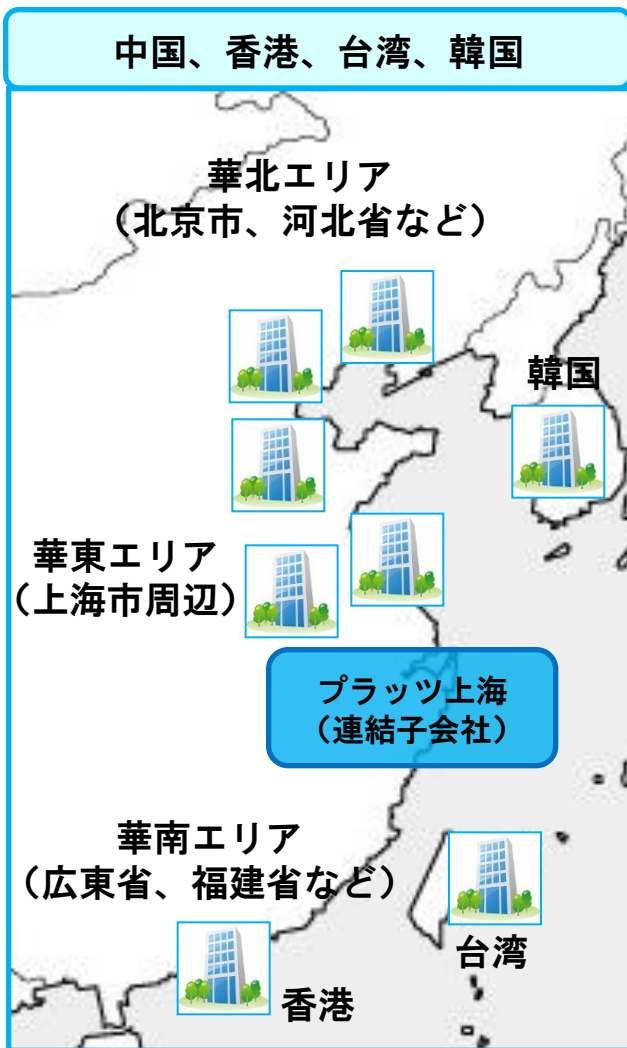 中国、香港、台湾、韓国
華北エリア
（北京市、河北省など）
韓国
華東エリア
（上海市周辺）
プラッツ上海
（連結子会社）
華南エリア
（広東省、福建省など）
台湾
香港